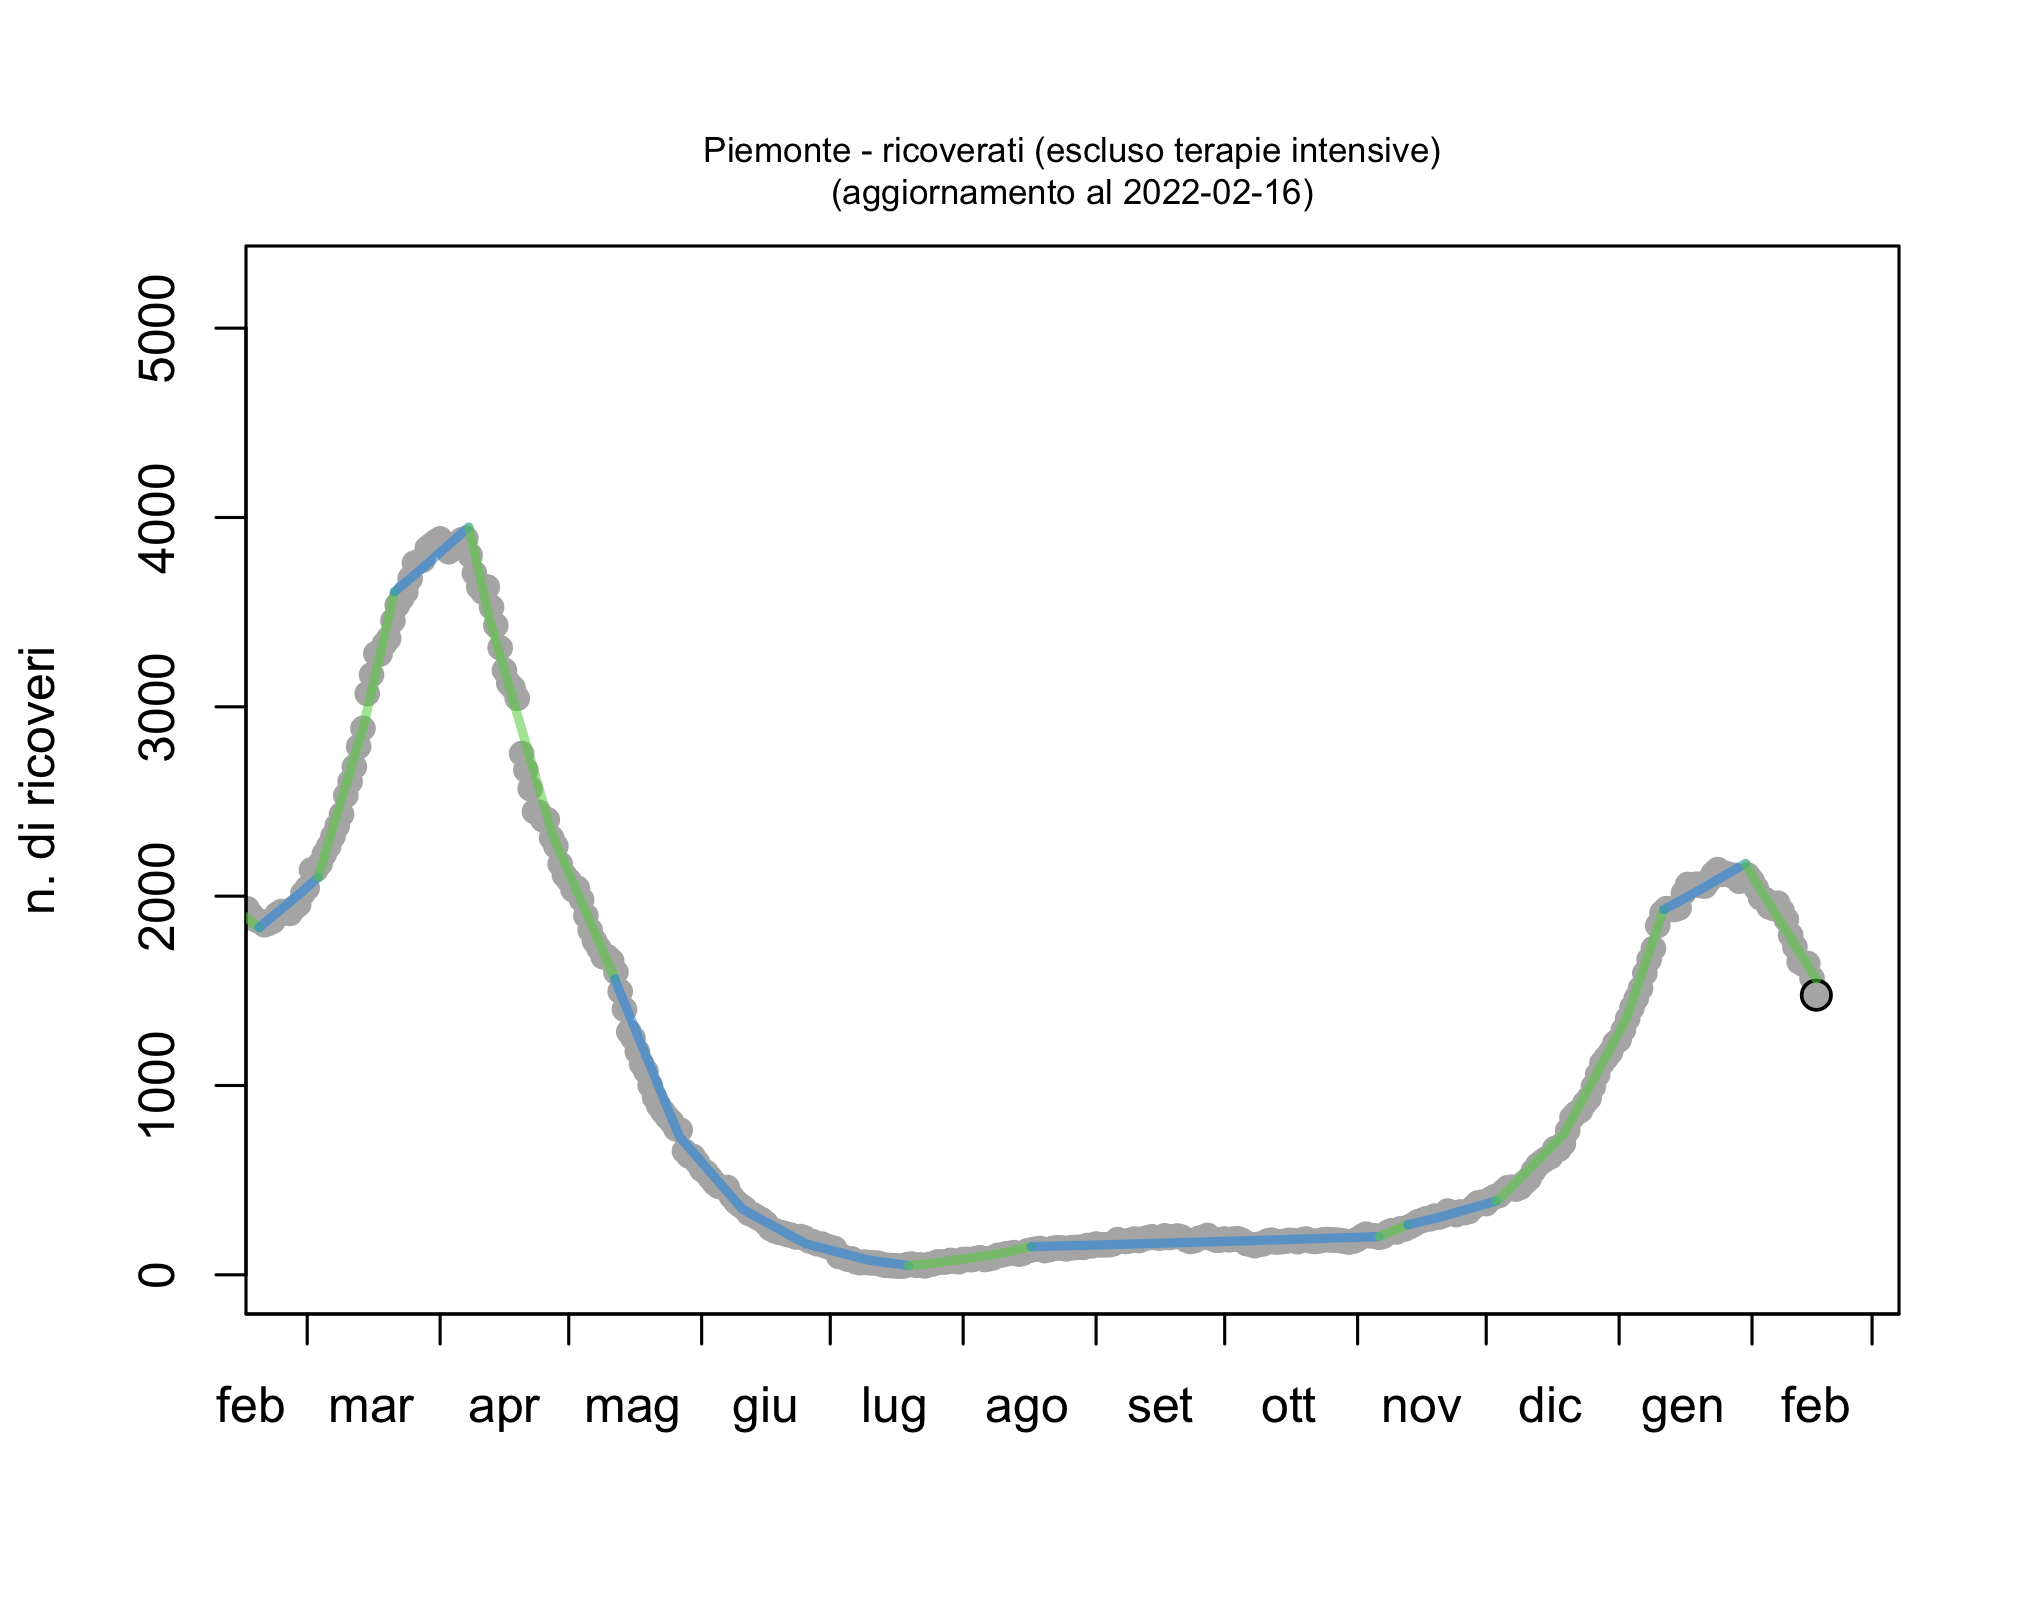 Piemonte - ricoverati (escluso terapie intensive)
(aggiornamento al 2022-02-16)
n. di ricoveri
5000
4000
3000
2000
1000
0
feb mar apr mag giu lug ago set ott nov dic gen feb